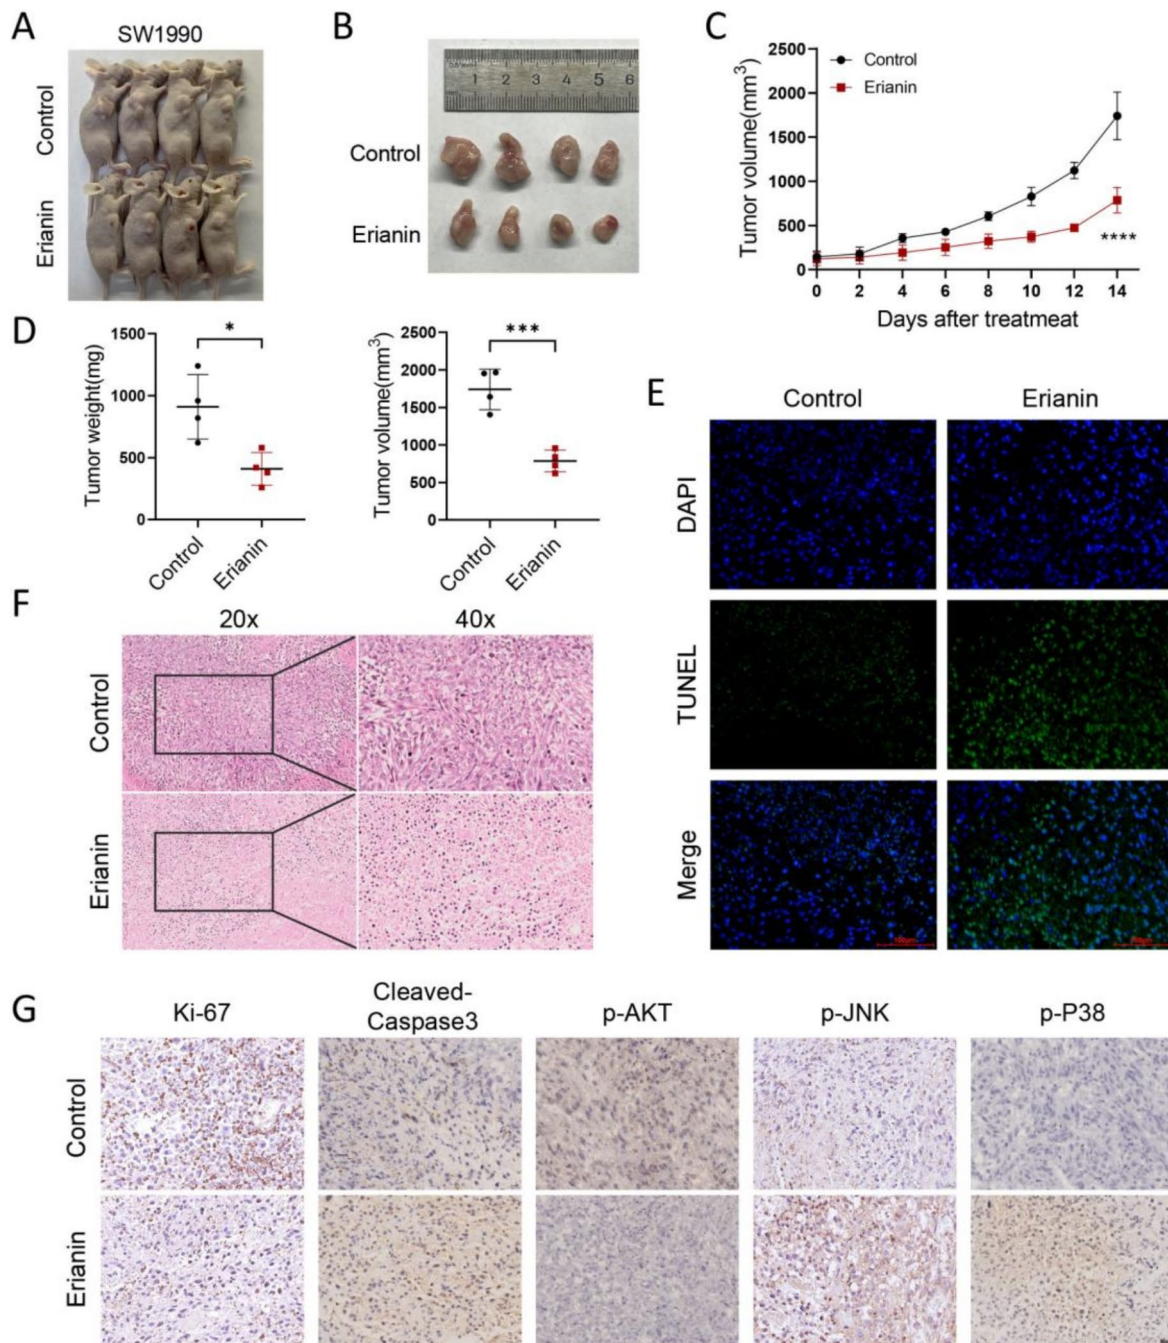 A
SW1990
Control
Erianin
B
1 2 3 4 5 6
Control
Erianin
C
Tumor volume(mm³)
2500
2000
1500
1000
500
0
Control
Erianin
****
0 2 4 6 8 10 12 14
Days after treatmeat
D
Tumor weight(mg)
1500
1000
500
0
*
Control
Erianin
Tumor volume(mm³)
2500
2000
1500
1000
500
0
***
Control
Erianin
E
Control Erianin
DAPI
TUNEL
Merge
F
20x 40x
Control
Erianin
G
Ki-67 Cleaved-
Caspase3 p-AKT p-JNK p-P38
Control
Erianin